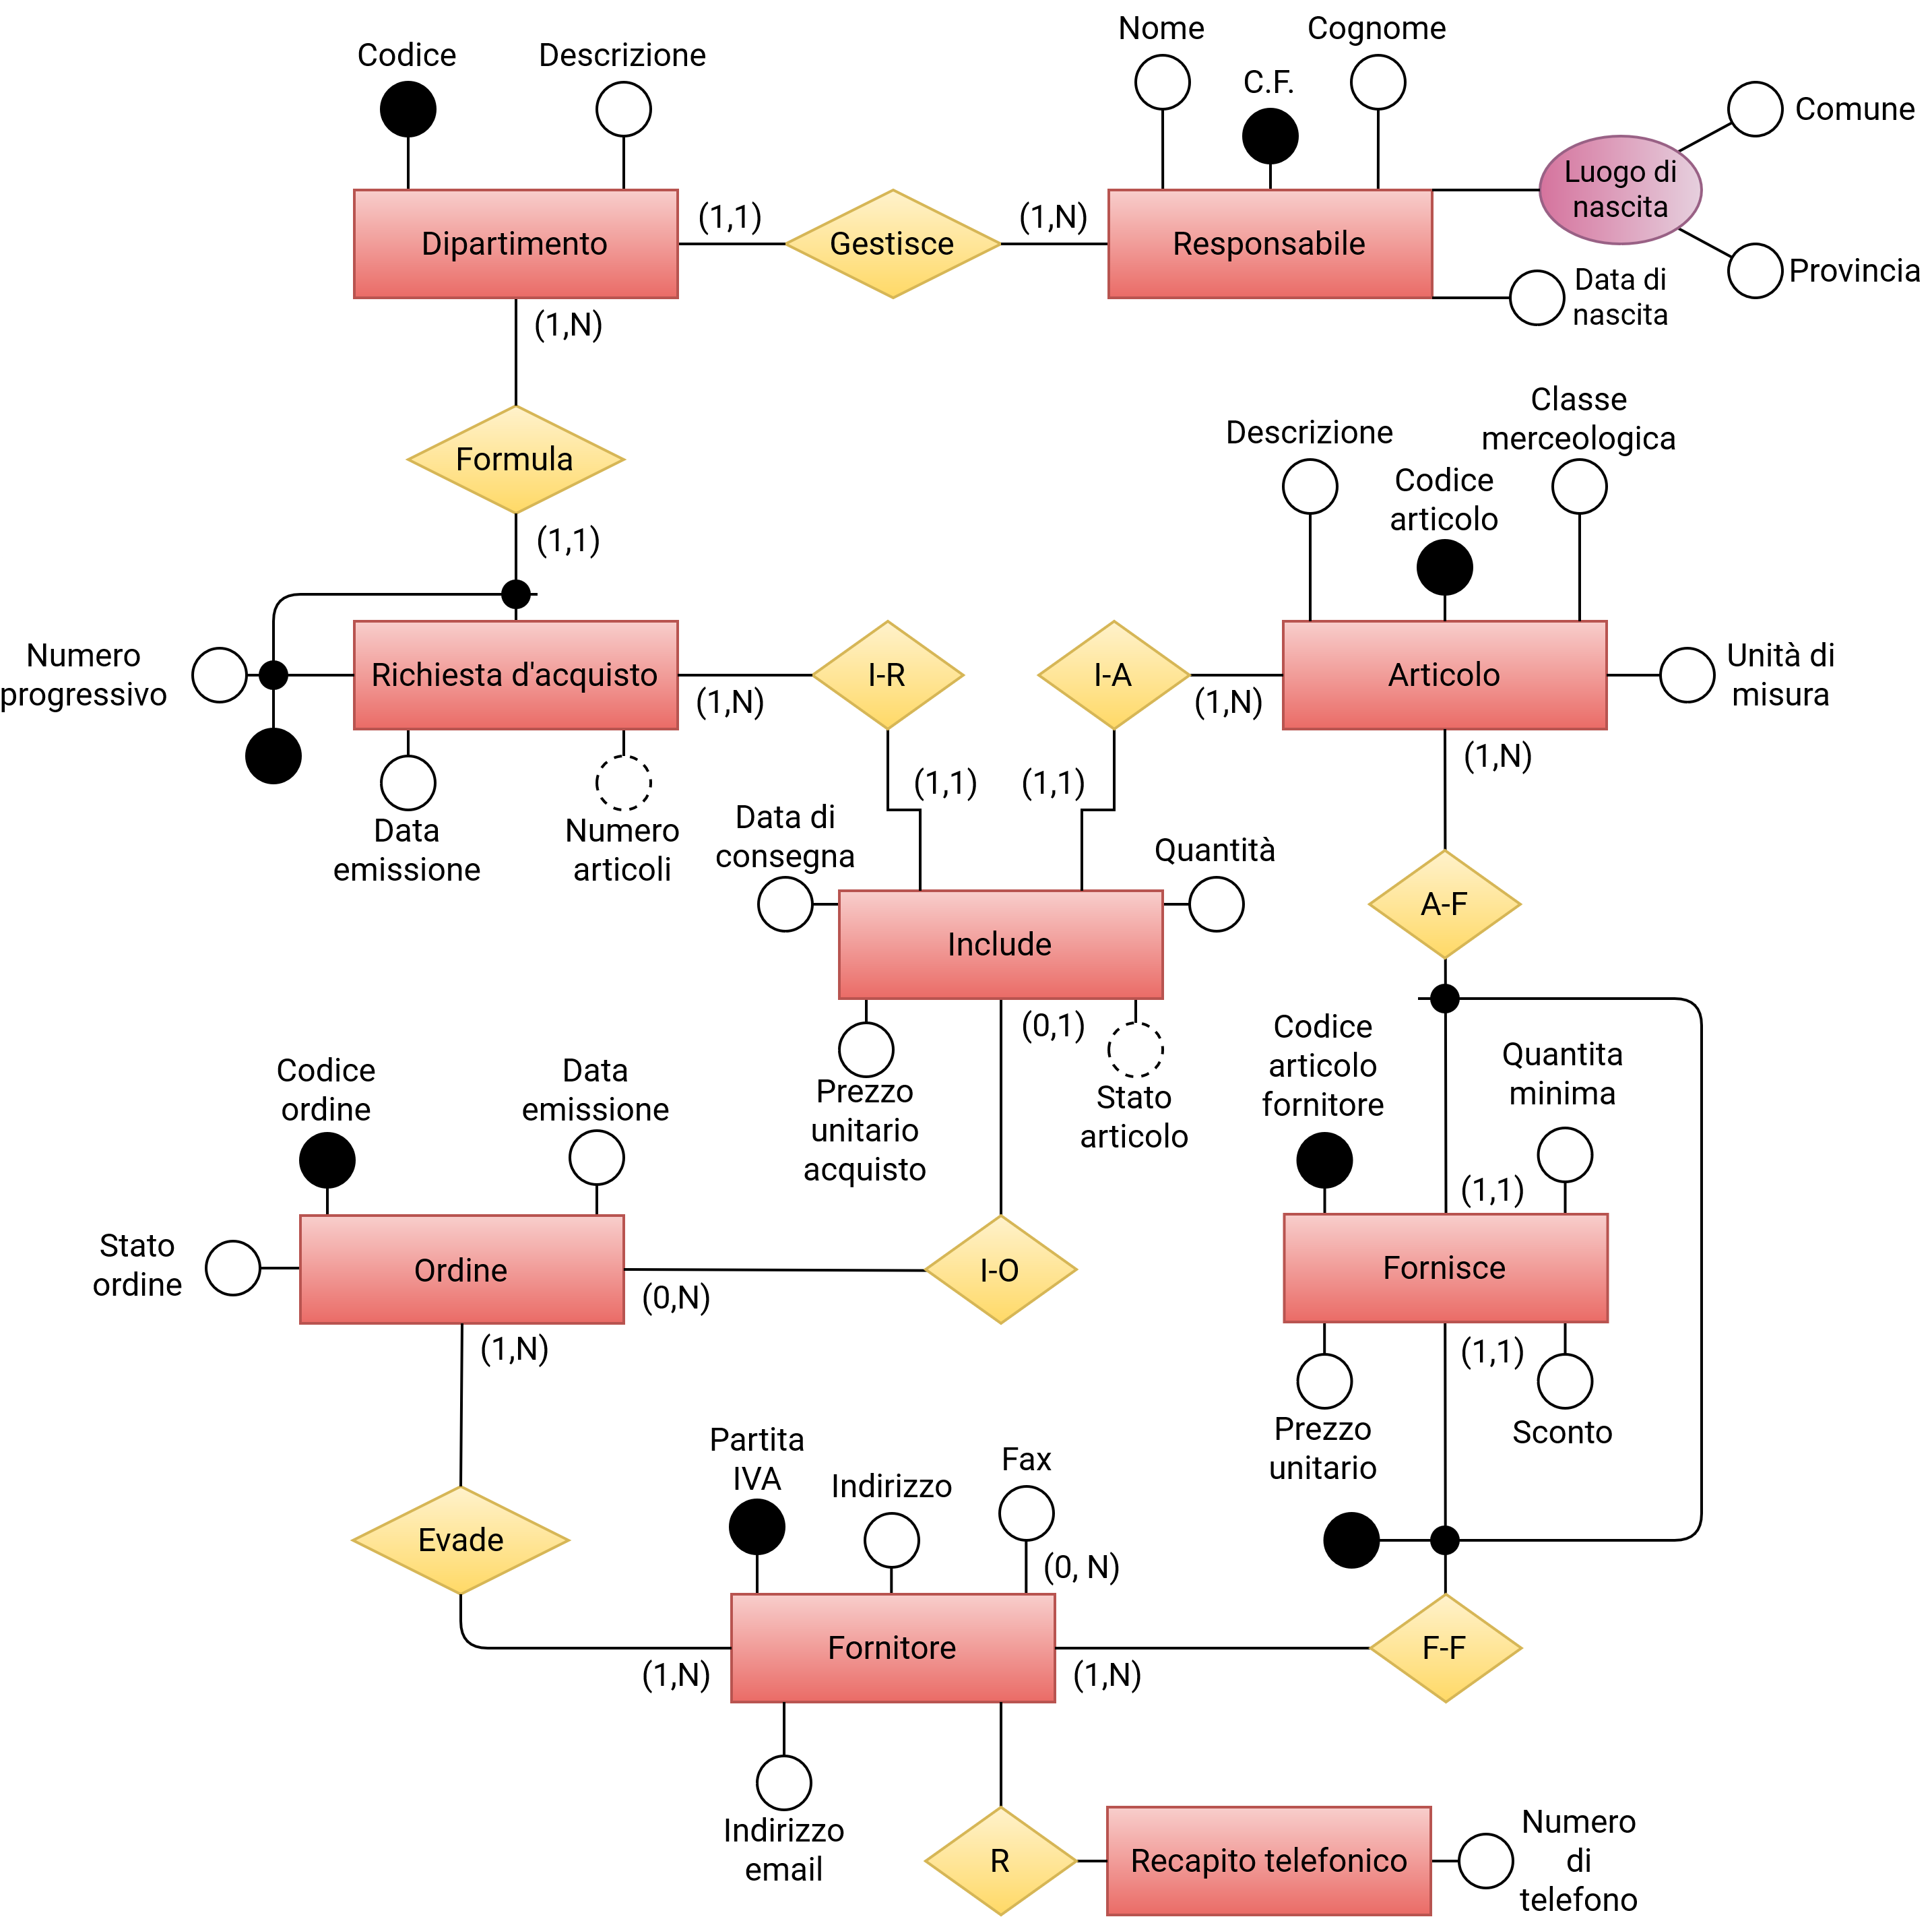 Nome
Cognome
Codice
Descrizione
C.F.
Comune
Luogo di
nascita
(1,1)
(1,N)
Dipartimento
Gestisce
Responsabile
Provincia
Data di
nascita
(1,N)
Classe
merceologica
Descrizione
Formula
Codice
articolo
(1,1)
Numero
progressivo
Richiesta d'acquisto
I-R
I-A
Articolo
Unità di
misura
(1,N)
(1,N)
(1,N)
(1,1)
(1,1)
Data
emissione
Numero
articoli
Data di
consegna
Quantità
A-F
Include
(0,1)
Codice
articolo
fornitore
Quantita
minima
Codice
ordine
Data
emissione
Prezzo
unitario
acquisto
Stato
articolo
(1,1)
Stato
ordine
Ordine
I-O
Fornisce
(0,N)
(1,N)
(1,1)
Prezzo
unitario
Sconto
Partita
IVA
Indirizzo
Fax
Evade
(0, N)
Fornitore
F-F
(1,N)
(1,N)
Indirizzo
email
R
Recapito telefonico
Numero
di
telefono